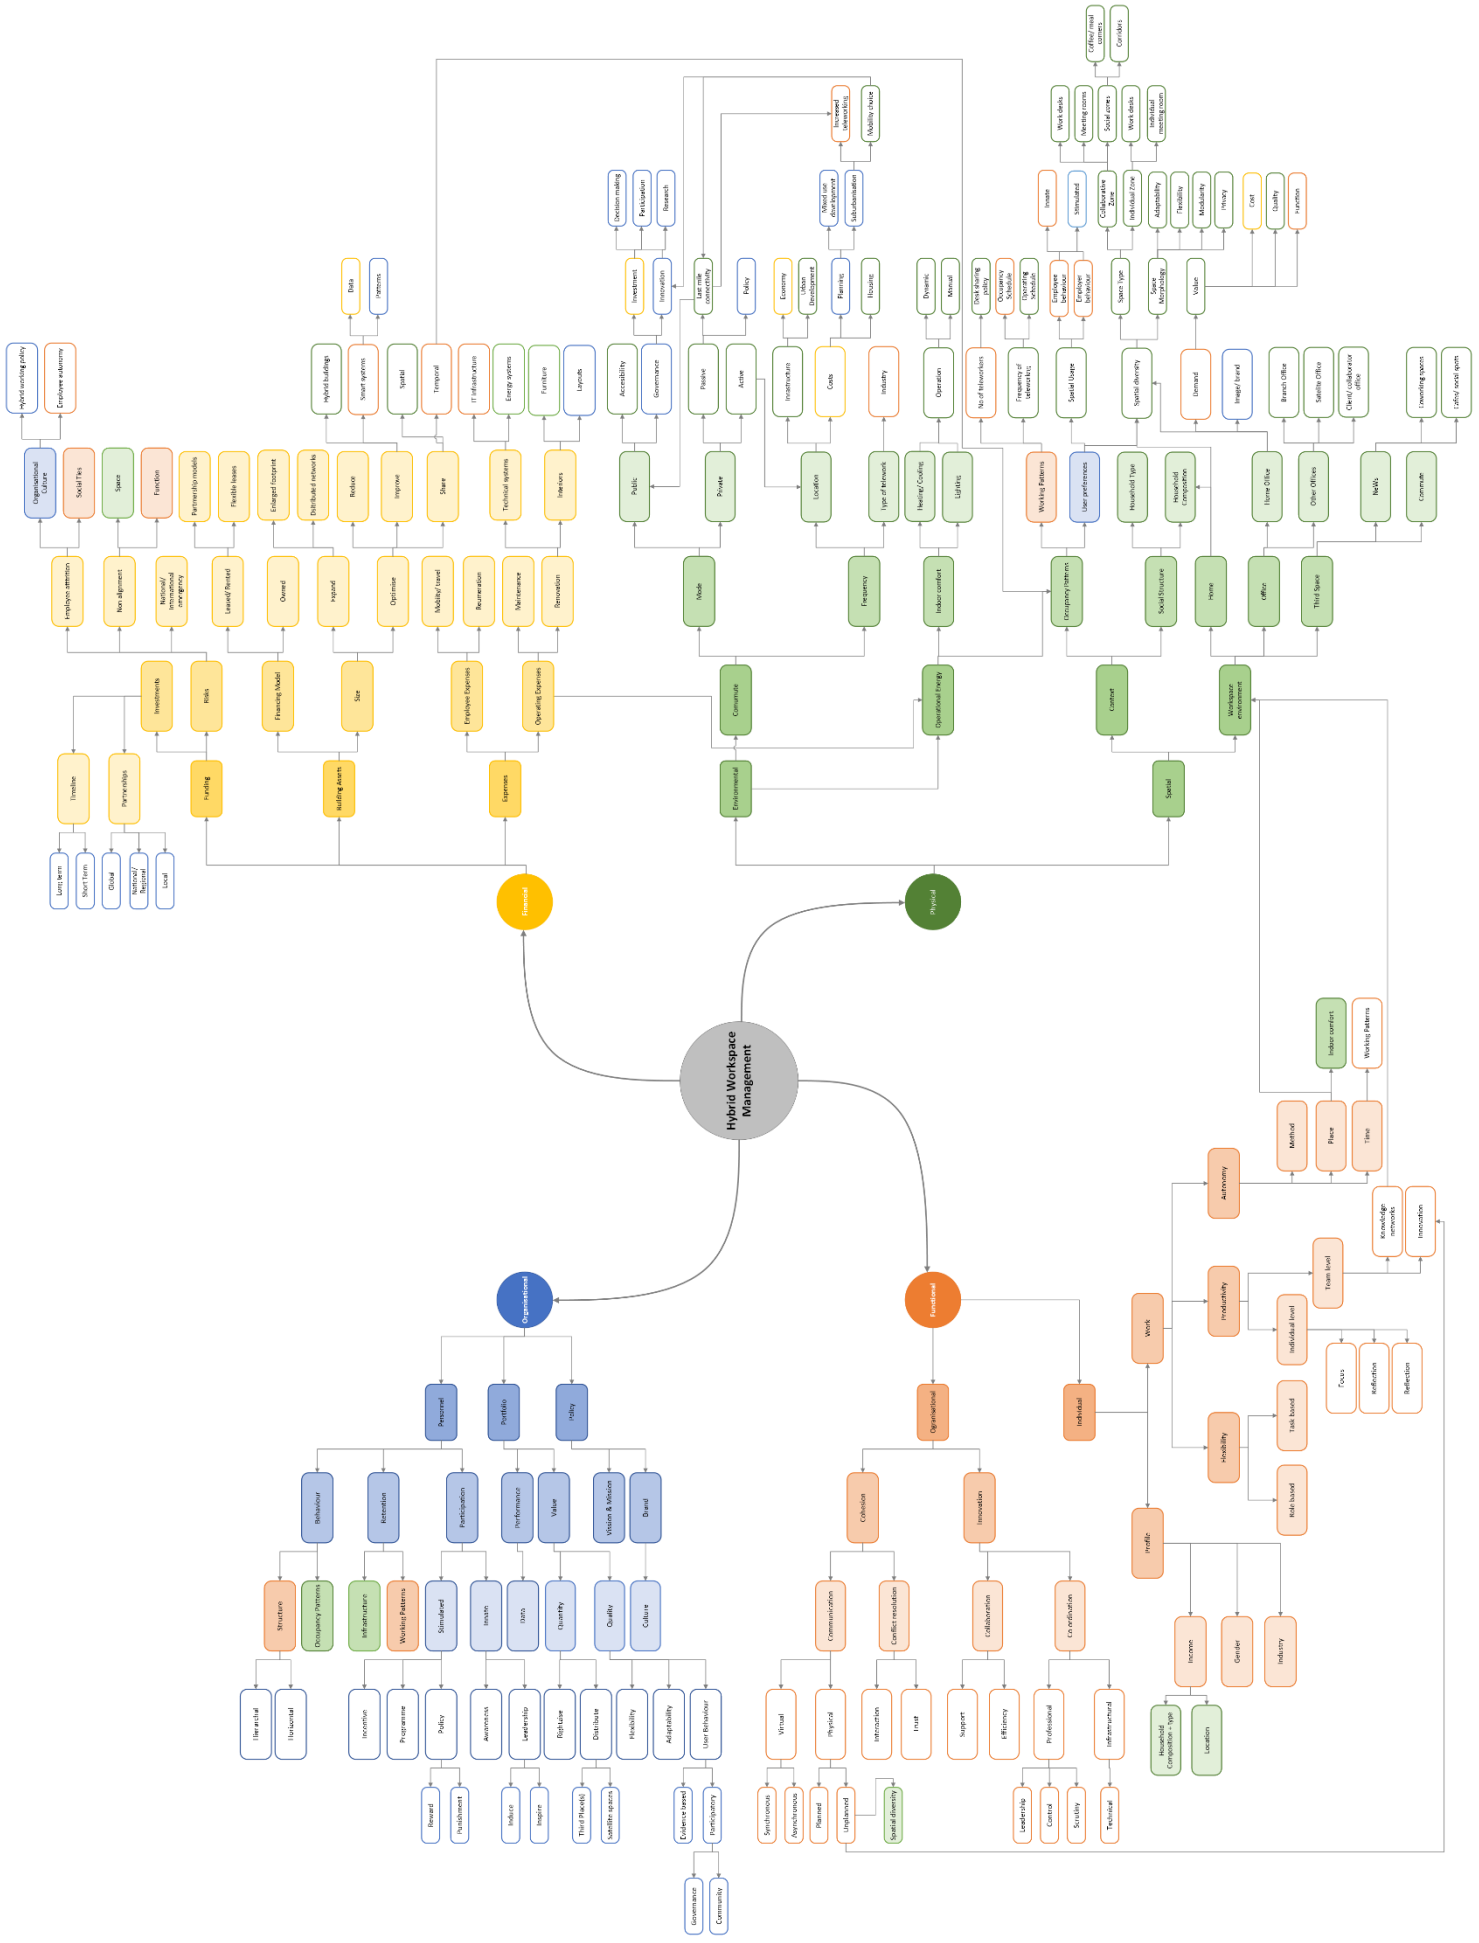 Hybrid Workspace
Management
Financial
Funding
Investments
Timeline
Long term
Short Term
Partnerships
Global
National/
Regional
Local
Risks
Employee attrition
Organisational
Culture
Hybrid working policy
Employee autonomy
Social Ties
Non alignment
Space
Function
National/
International
emergency
Building Assets
Financing Model
Leased/ Rented
Partnership models
Flexible leases
Owned
Size
Expand
Enlarged footprint
Distributed networks
Optimise
Reduce
Improve
Share
Hybrid buildings
Smart systems
Data
Patterns
Spatial
Temporal
Expenses
Employee Expenses
Mobility/ travel
Reumeration
Operating Expenses
Maintenance
Renovation
Technical systems
IT infrastructure
Energy systems
Interiors
Furniture
Layouts
Physical
Environmental
Commute
Mode
Public
Accessibility
Governance
Investment
Decision making
Participation
Innovation
Research
Private
Passive
Last mile
connectivity
Policy
Active
Frequency
Location
Infrastructure
Economy
Urban
Development
Costs
Planning
Mixed use
development
Suburbanisation
Increased
teleworking
Mobility choice
Housing
Type of telework
Industry
Operational Energy
Indoor comfort
Heating/ Cooling
Lighting
Operation
Dynamic
Manual
Spatial
Context
Occupancy Patterns
Working Patterns
No of teleworkers
Desk sharing
policy
Frequency of
teleworking
Occupancy
Schedule
Operating
Schedule
User preferences
Spatial Usage
Employee
behaviour
Innate
Employer
behaviour
Stimulated
Spatial diversity
Space Type
Collaborative
Zone
Work desks
Meeting rooms
Social zones
Coffee/ meal
corners
Corridors
Individual Zone
Work desks
Individual
meeting room
Space
Morphology
Adaptability
Flexibility
Modularity
Privacy
Social Structure
Household Type
Household
Composition
Workspace
environment
Home
Office
Home Office
Demand
Value
Cost
Quality
Function
Image/ brand
Other Offices
Branch Office
Satelite Office
Client/ collaborator
office
Third Space
NeWs
Coworking spaces
Cafes/ social spots
Commute
Organisational
Personnel
Behaviour
Structure
Hierarchal
Horizontal
Occupancy Patterns
Retention
Infrastructure
Working Patterns
Participation
Stimulated
Incentive
Programme
Policy
Reward
Punishment
Innate
Awareness
Leadership
Induce
Inspire
Portfolio
Performance
Data
Value
Quantity
Rightsize
Distribute
Third Place(s)
Satellite spaces
Quality
Flexibility
Adaptability
User Behaviour
Evidence based
Participatory
Governance
Community
Policy
Vission & Mission
Brand
Culture
Functional
Ogranisational
Cohesion
Communication
Virtual
Synchronous
Asynchronous
Physical
Planned
Unplanned
Spatial diversity
Conflict resolution
Interaction
Trust
Innovation
Collaboration
Support
Efficiency
Co ordination
Professional
Leadership
Control
Scrutiny
Infrastructural
Technical
Individual
Work
Autonomy
Method
Place
Indoor comfort
Time
Working Patterns
Productivity
Team level
Knowledge
networks
Innovation
Individual level
Focus
Reflection
Reflection
Flexibility
Task based
Role based
Profile
Income
Household
Composition + Type
Location
Gender
Industry